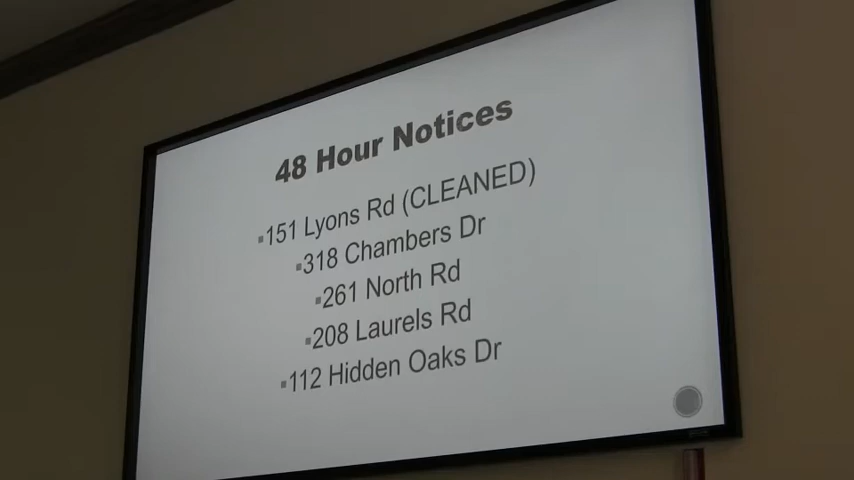 48 Hour Notices
▪151 Lyons Rd (CLEANED)
▪318 Chambers Dr
▪261 North Rd
▪208 Laurels Rd
▪112 Hidden Oaks Dr